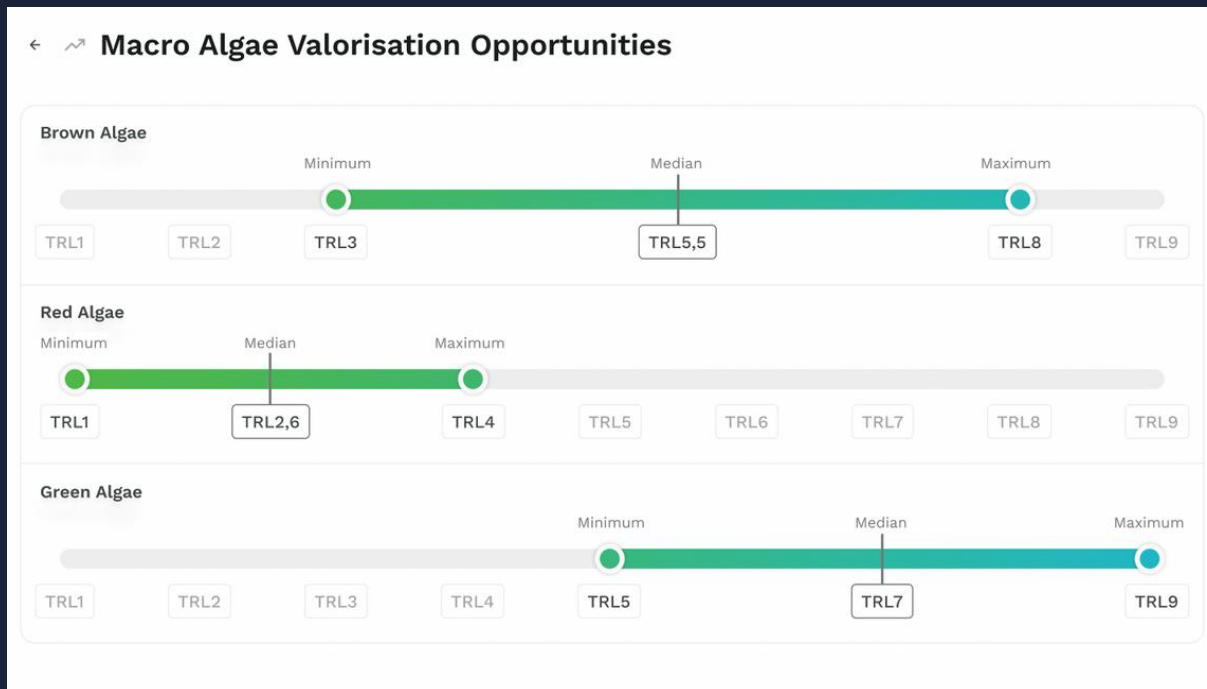 Macro Algae Valorisation Opportunities
Brown Algae
Minimum Median Maximum
TRL1 TRL2 TRL3 TRL5,5 TRL8 TRL9
Red Algae
Minimum Median Maximum
TRL1 TRL2,6 TRL4 TRL5 TRL6 TRL7 TRL8 TRL9
Green Algae
Minimum Median Maximum
TRL1 TRL2 TRL3 TRL4 TRL5 TRL7 TRL9